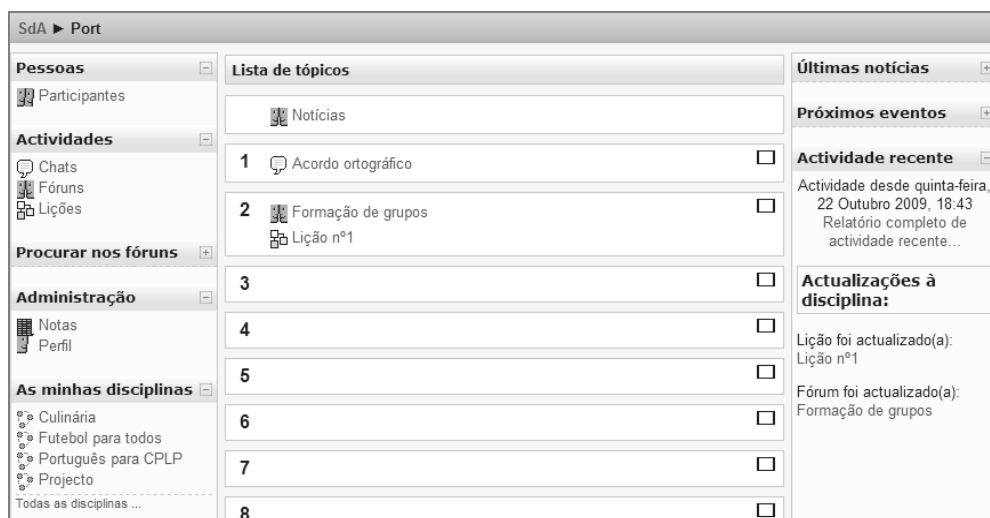 SdA ► Port
Pessoas
Participantes
Actividades
Chats
Fóruns
Lições
Procurar nos fóruns
Administração
Notas
Perfil
As minhas disciplinas
Culinária
Futebol para todos
Português para CPLP
Projecto
Todas as disciplinas ...
Lista de tópicos
Notícias
1 Acordo ortográfico
2 Formação de grupos
Lição nº1
3
4
5
6
7
8
Últimas notícias
Próximos eventos
Actividade recente
Actividade desde quinta-feira,
22 Outubro 2009, 18:43
Relatório completo de
actividade recente...
Actualizações à
disciplina:
Lição foi actualizado(a):
Lição nº1
Fórum foi actualizado(a):
Formação de grupos